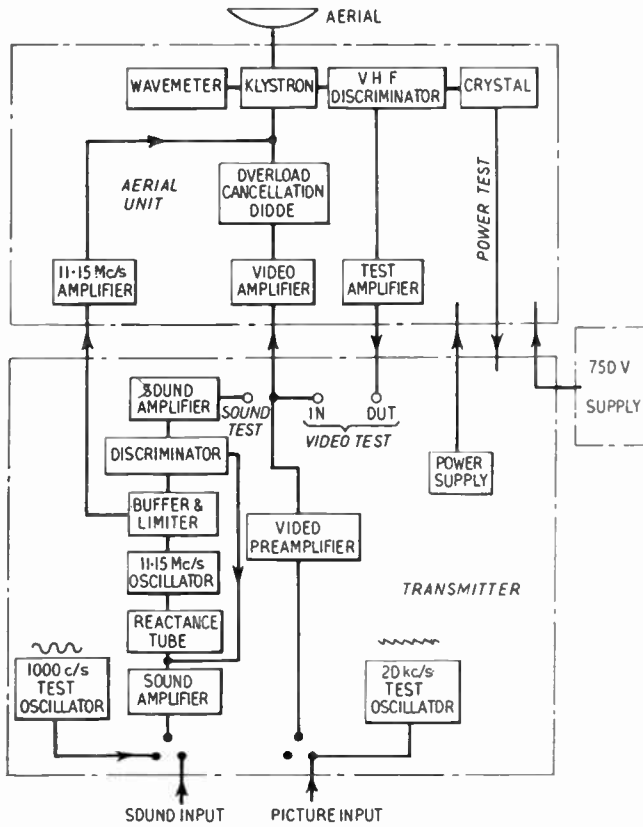 AERIAL
WAVEMETER
KLYSTRON
VHF
DISCRIMINATOR
CRYSTAL
AERIAL
UNIT
OVERLOAD
CANCELLATION
DIODE
POWER TEST
11·15 Mc/s
AMPLIFIER
VIDEO
AMPLIFIER
TEST
AMPLIFIER
750 V
SUPPLY
SOUND
AMPLIFIER
SOUND
TEST
IN
OUT
VIDEO TEST
DISCRIMINATOR
POWER
SUPPLY
BUFFER &
LIMITER
VIDEO
PREAMPLIFIER
11·15 Mc/s
OSCILLATOR
TRANSMITTER
REACTANCE
TUBE
1000 c/s
TEST
OSCILLATOR
SOUND
AMPLIFIER
20 kc/s
TEST
OSCILLATOR
SOUND INPUT
PICTURE INPUT